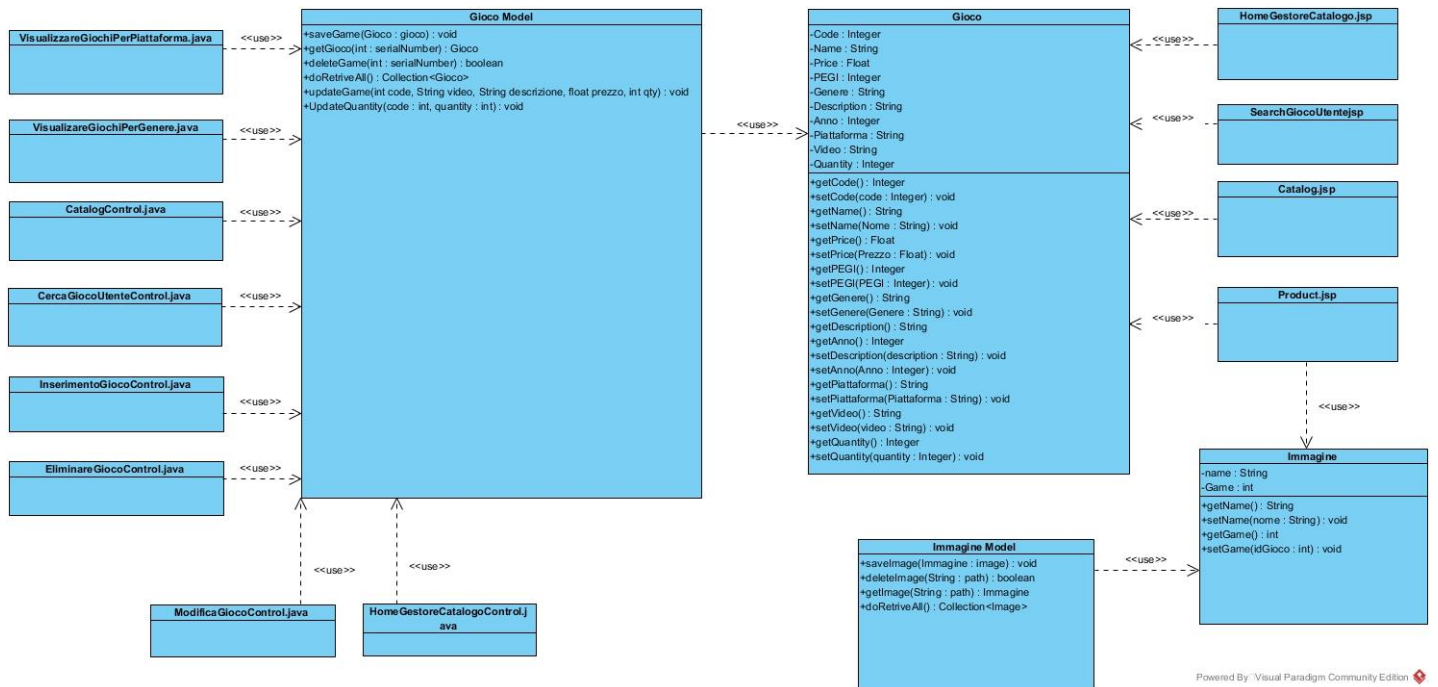 VisualizzareGiochiPerPiattaforma.java
<<use>>
VisualizareGiochiPerGenere.java
<<use>>
CatalogControl.java
<<use>>
CercaGiocoUtenteControl.java
<<use>>
InserimentoGiocoControl.java
<<use>>
EliminareGiocoControl.java
<<use>>
Gioco Model
+saveGame(Gioco : gioco) : void
+getGioco(int : serialNumber) : Gioco
+deleteGame(int : serialNumber) : boolean
+doRetriveAll() : Collection<Gioco>
+updateGame(int code, String video, String descrizione, float prezzo, int qty) : void
+UpdateQuantity(code : int, quantity : int) : void
<<use>>
<<use>>
ModificaGiocoControl.java
HomeGestoreCatalogoControl.j
ava
<<use>>
Gioco
-Code : Integer
-Name : String
-Price : Float
-PEGI : Integer
-Genere : String
-Description : String
-Anno : Integer
-Piattaforma : String
-Video : String
-Quantity : Integer
+getCode() : Integer
+setCode(code : Integer) : void
+getName() : String
+setName(Nome : String) : void
+getPrice() : Float
+setPrice(Prezzo : Float) : void
+getPEGI() : Integer
+setPEGI(PEGI : Integer) : void
+getGenere() : String
+setGenere(Genere : String) : void
+getDescription() : String
+getAnno() : Integer
+setDescription(description : String) : void
+setAnno(Anno : Integer) : void
+getPiattaforma() : String
+setPiattaforma(Piattaforma : String) : void
+getVideo() : String
+setVideo(video : String) : void
+getQuantity() : Integer
+setQuantity(quantity : Integer) : void
HomeGestoreCatalogo.jsp
<<use>>
SearchGiocoUtentejsp
<<use>>
Catalog.jsp
<<use>>
Product.jsp
<<use>>
<<use>>
Immagine
-name : String
-Game : int
+getName() : String
+setName(nome : String) : void
+getGame() : int
+setGame(idGioco : int) : void
Immagine Model
+saveImage(Immagine : image) : void
+deleteImage(String : path) : boolean
+getImage(String : path) : Immagine
+doRetriveAll() : Collection<Image>
<<use>>
Powered By Visual Paradigm Community Edition